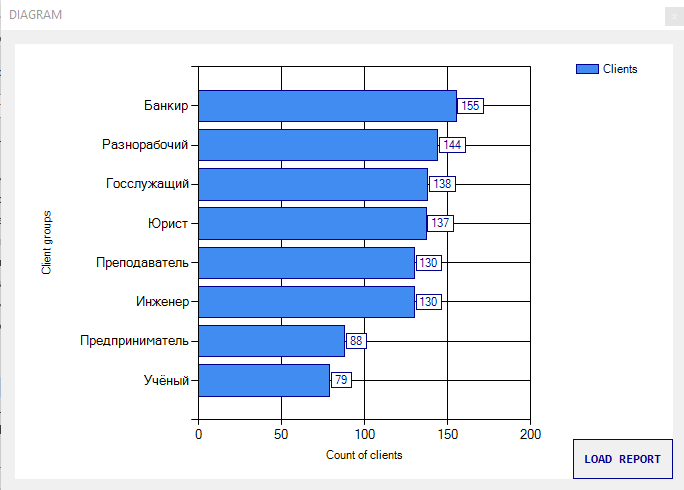 DIAGRAM
Clients
Client groups
Банкир 155
Разнорабочий 144
Госслужащий 138
Юрист 137
Преподаватель 130
Инженер 130
Предприниматель 88
Учёный 79
0 50 100 150 200
Count of clients
LOAD REPORT